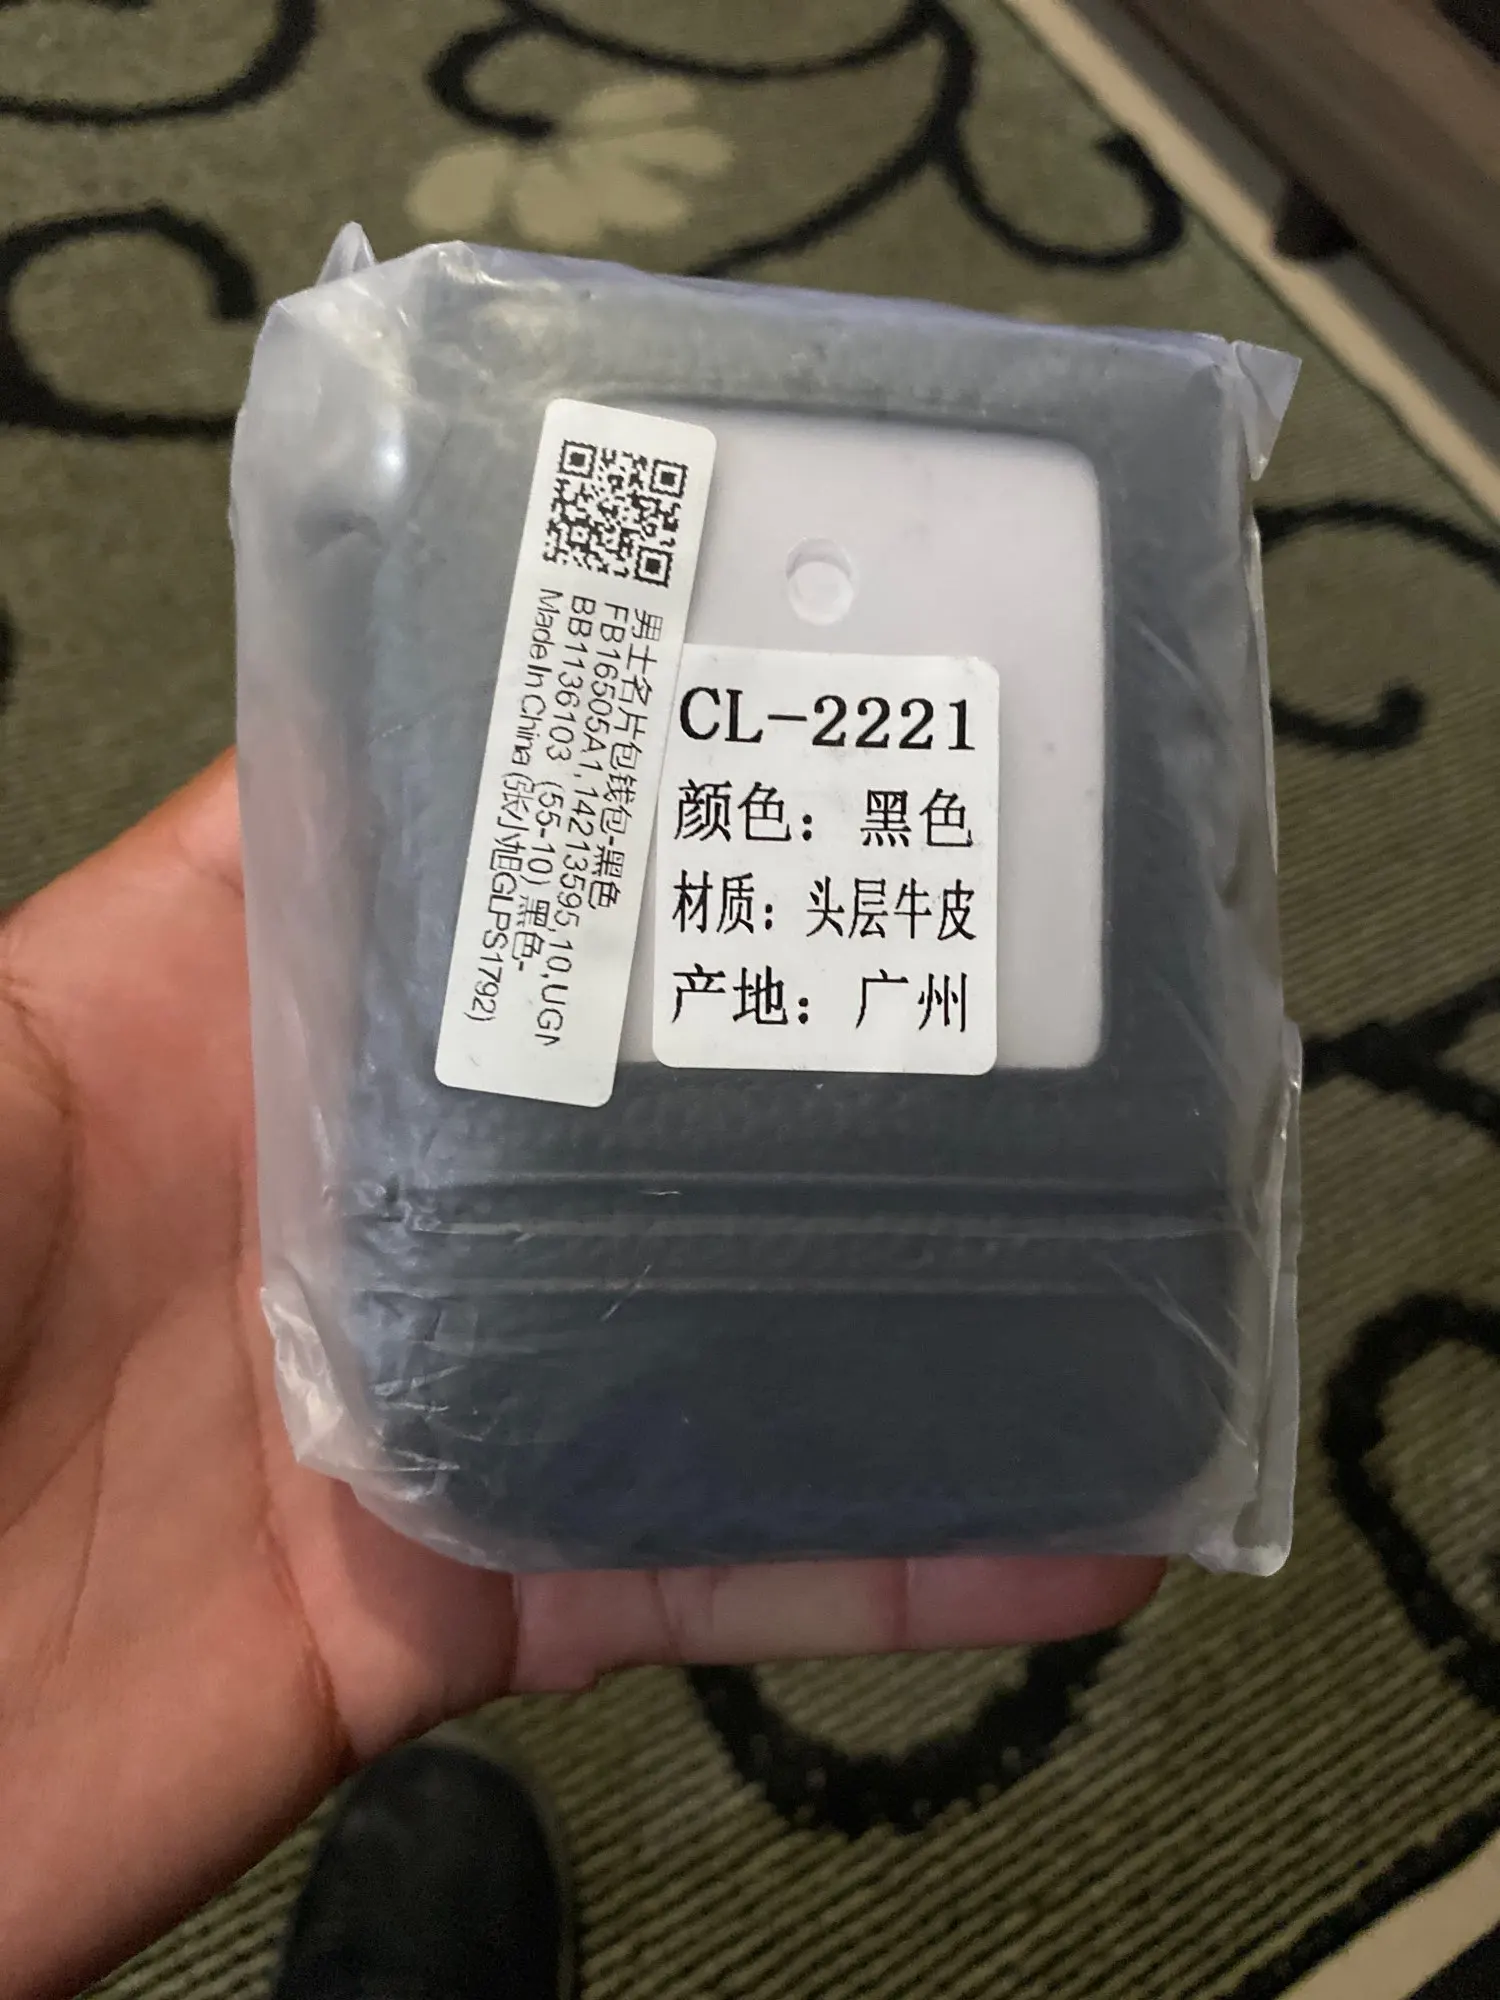 男士名片包钱包-黑色
FB16505A1,14213595,10,UGN
BB1136103 (55-10) 黑色-
Made In China (张小旭GLPS1792)
CL-2221
颜色：黑色
材质：头层牛皮
产地：广州